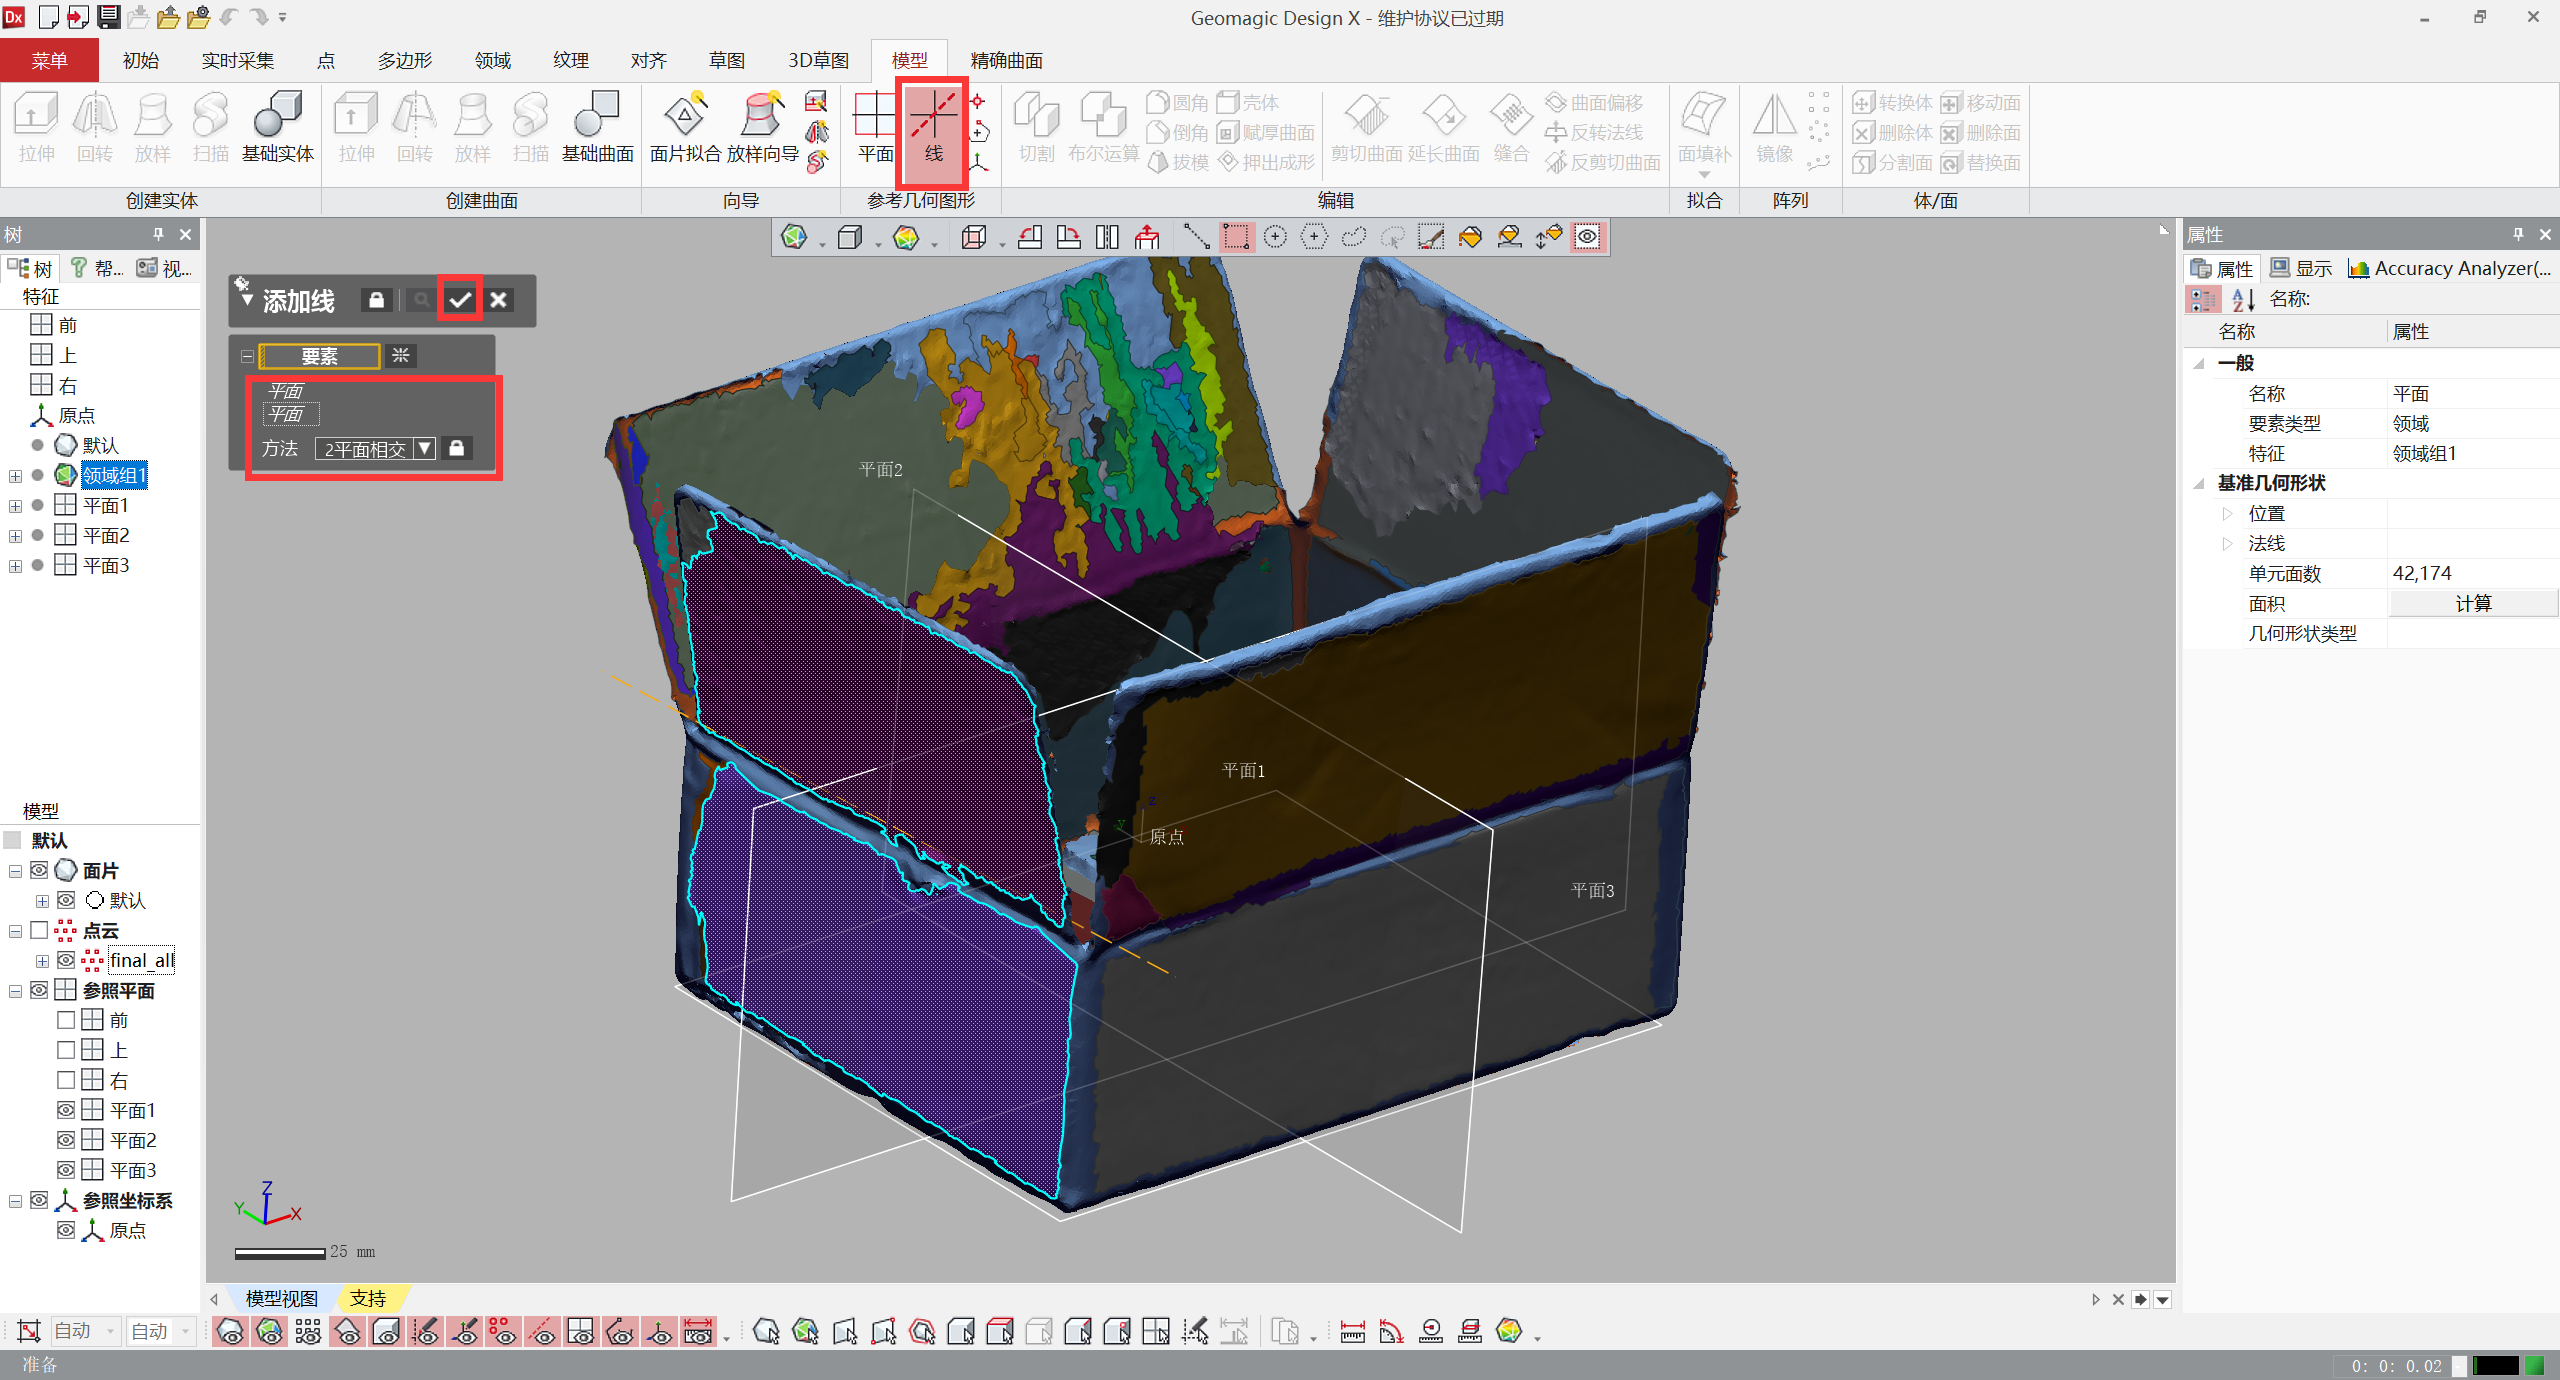 Dx
Geomagic Design X - 维护协议已过期
菜单 初始 实时采集 点 多边形 领域 纹理 对齐 草图 3D草图 模型 精确曲面
拉伸 回转 放样 扫描 基础实体 拉伸 回转 放样 扫描 基础曲面 面片拟合 放样向导 平面 线 切割 布尔运算
圆角 壳体 曲面偏移 转换体 移动面
倒角 赋厚曲面 反转法线 删除体 删除面
拔模 押出成形 反剪切曲面 分割面 替换面
剪切曲面 延长曲面 缝合 面填补 镜像
创建实体 创建曲面 向导 参考几何图形 编辑 拟合 阵列 体/面
树
树 帮... 视...
特征
前
上
右
原点
默认
领域组1
平面1
平面2
平面3
模型
默认
面片
默认
点云
final_all
参照平面
前
上
右
平面1
平面2
平面3
参照坐标系
原点
添加线
要素
平面
平面
方法 2平面相交
平面2
平面1
z
y
原点
平面3
Z
Y
X
25 mm
属性
属性 显示 Accuracy Analyzer(...
A
Z
名称:
名称 属性
一般
名称 平面
要素类型 领域
特征 领域组1
基准几何形状
位置
法线
单元面数 42,174
面积 计算
几何形状类型
模型视图 支持
自动 自动
准备
0: 0: 0.02